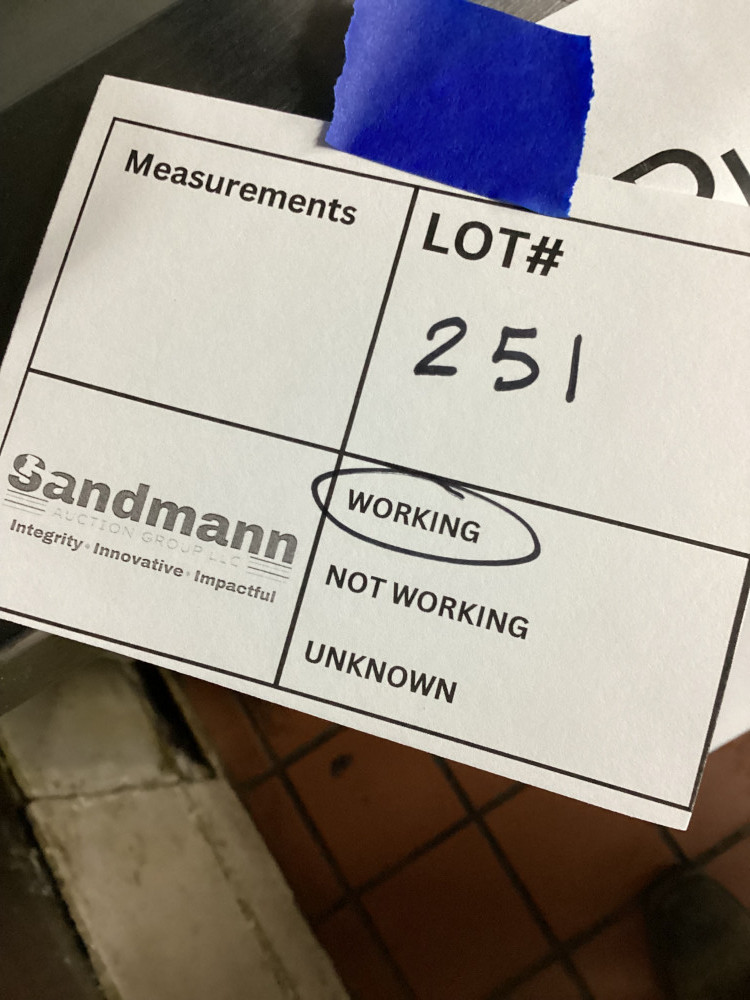 Measurements
LOT#
251
Sandmann
AUCTION GROUP LLC
Integrity • Innovative • Impactful
WORKING
NOT WORKING
UNKNOWN